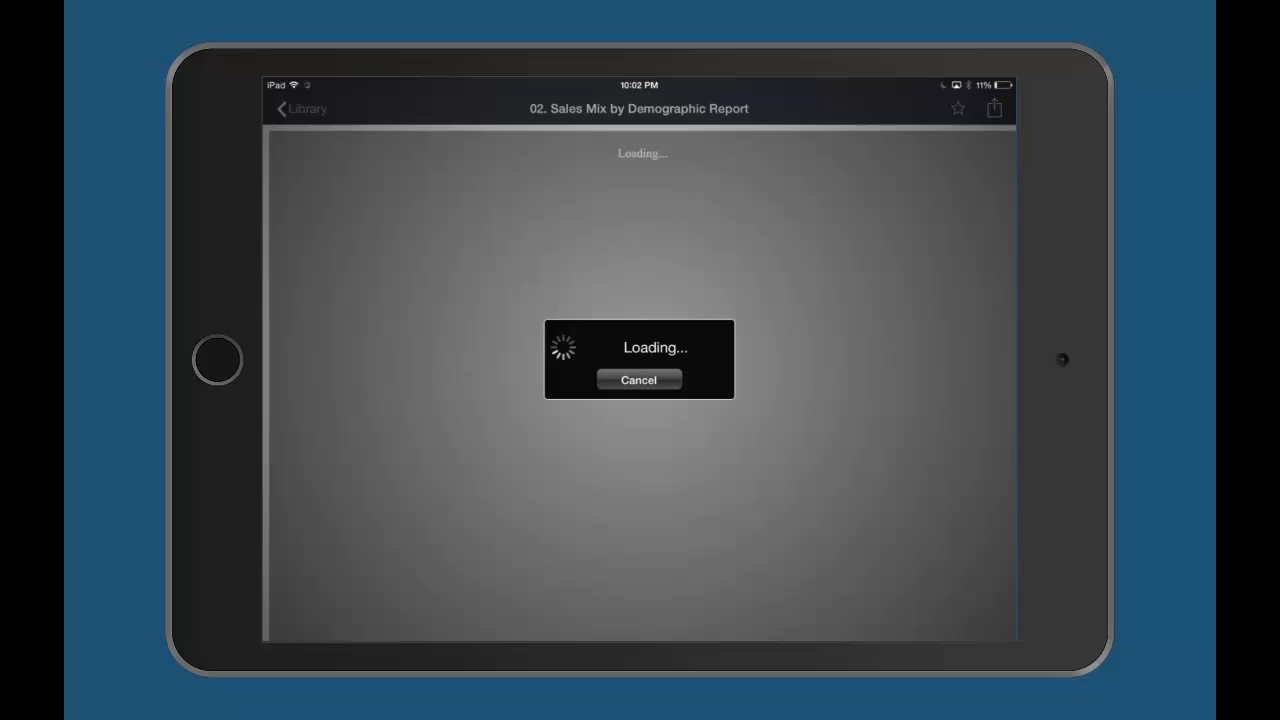 iPad 10:02 PM 11%
Library 02. Sales Mix by Demographic Report
Loading...
Loading...
Cancel